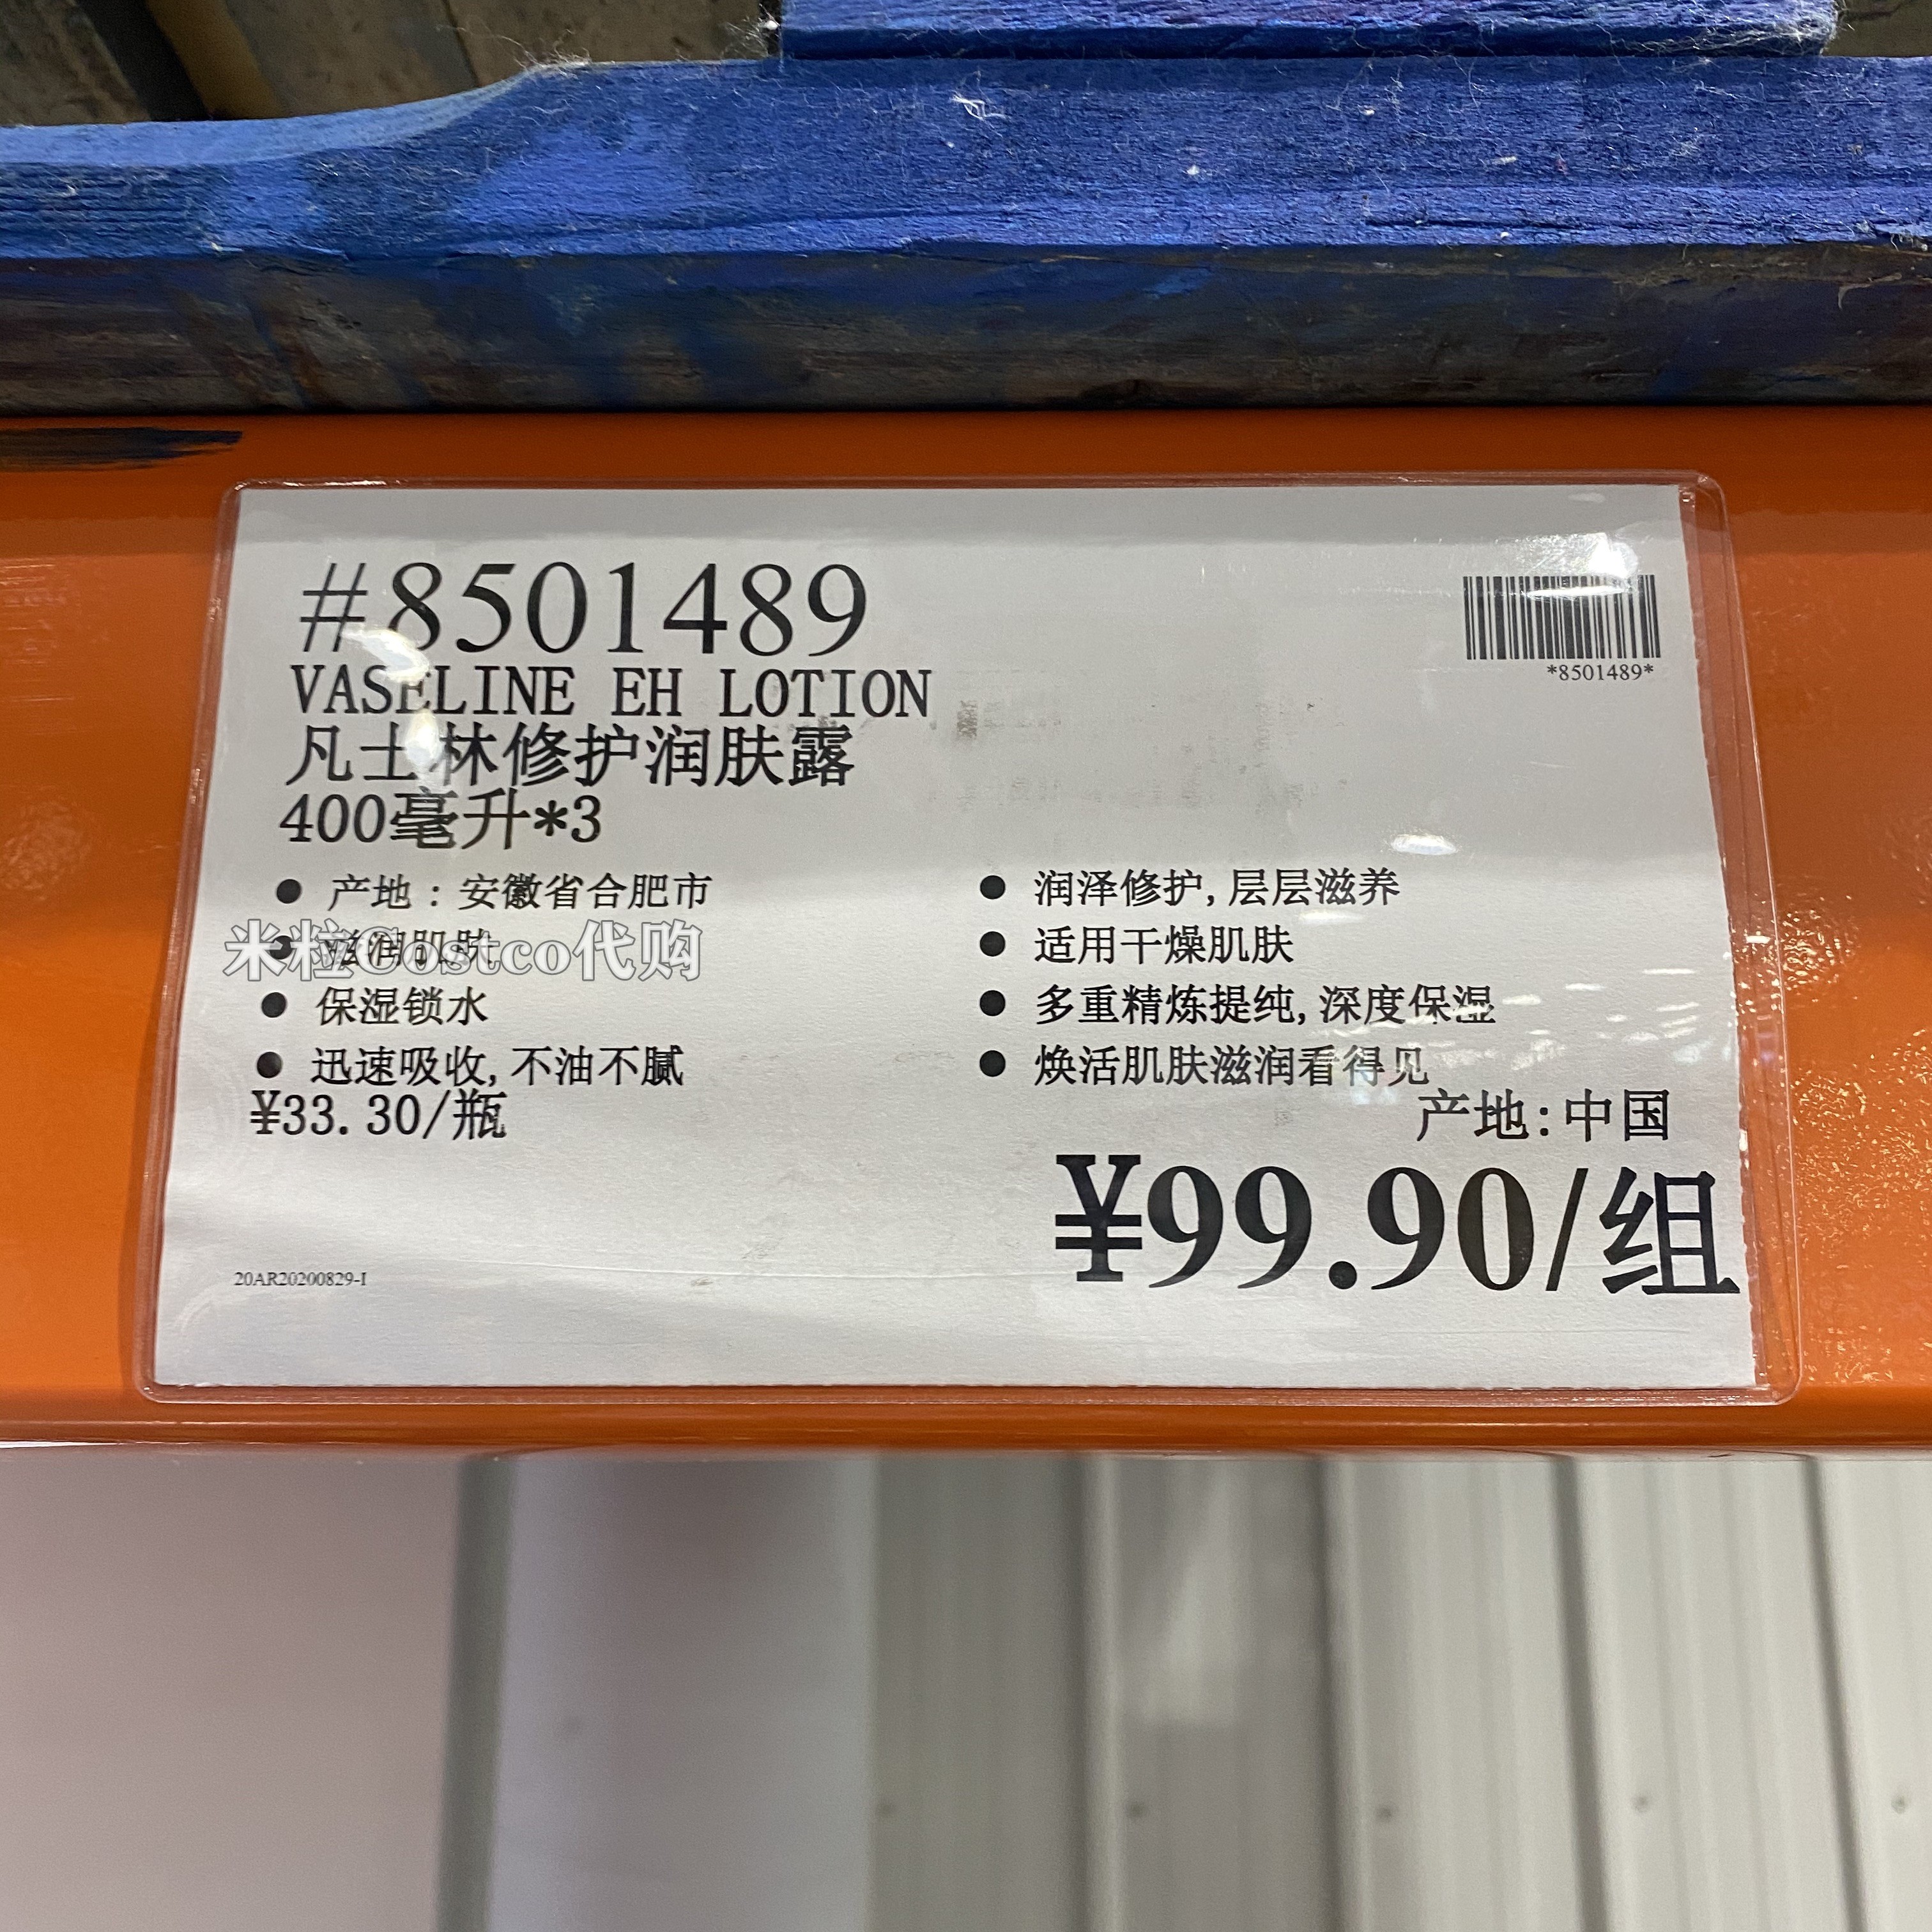 #8501489
*8501489*
VASELINE EH LOTION
凡士林修护润肤露
400毫升*3
● 产地：安徽省合肥市
● 滋润肌肤
米粒Costco代购
● 保湿锁水
● 迅速吸收,不油不腻
● 润泽修护,层层滋养
● 适用干燥肌肤
● 多重精炼提纯,深度保湿
● 焕活肌肤滋润看得见
¥33.30/瓶
产地:中国
¥99.90/组
20AR20200829-I